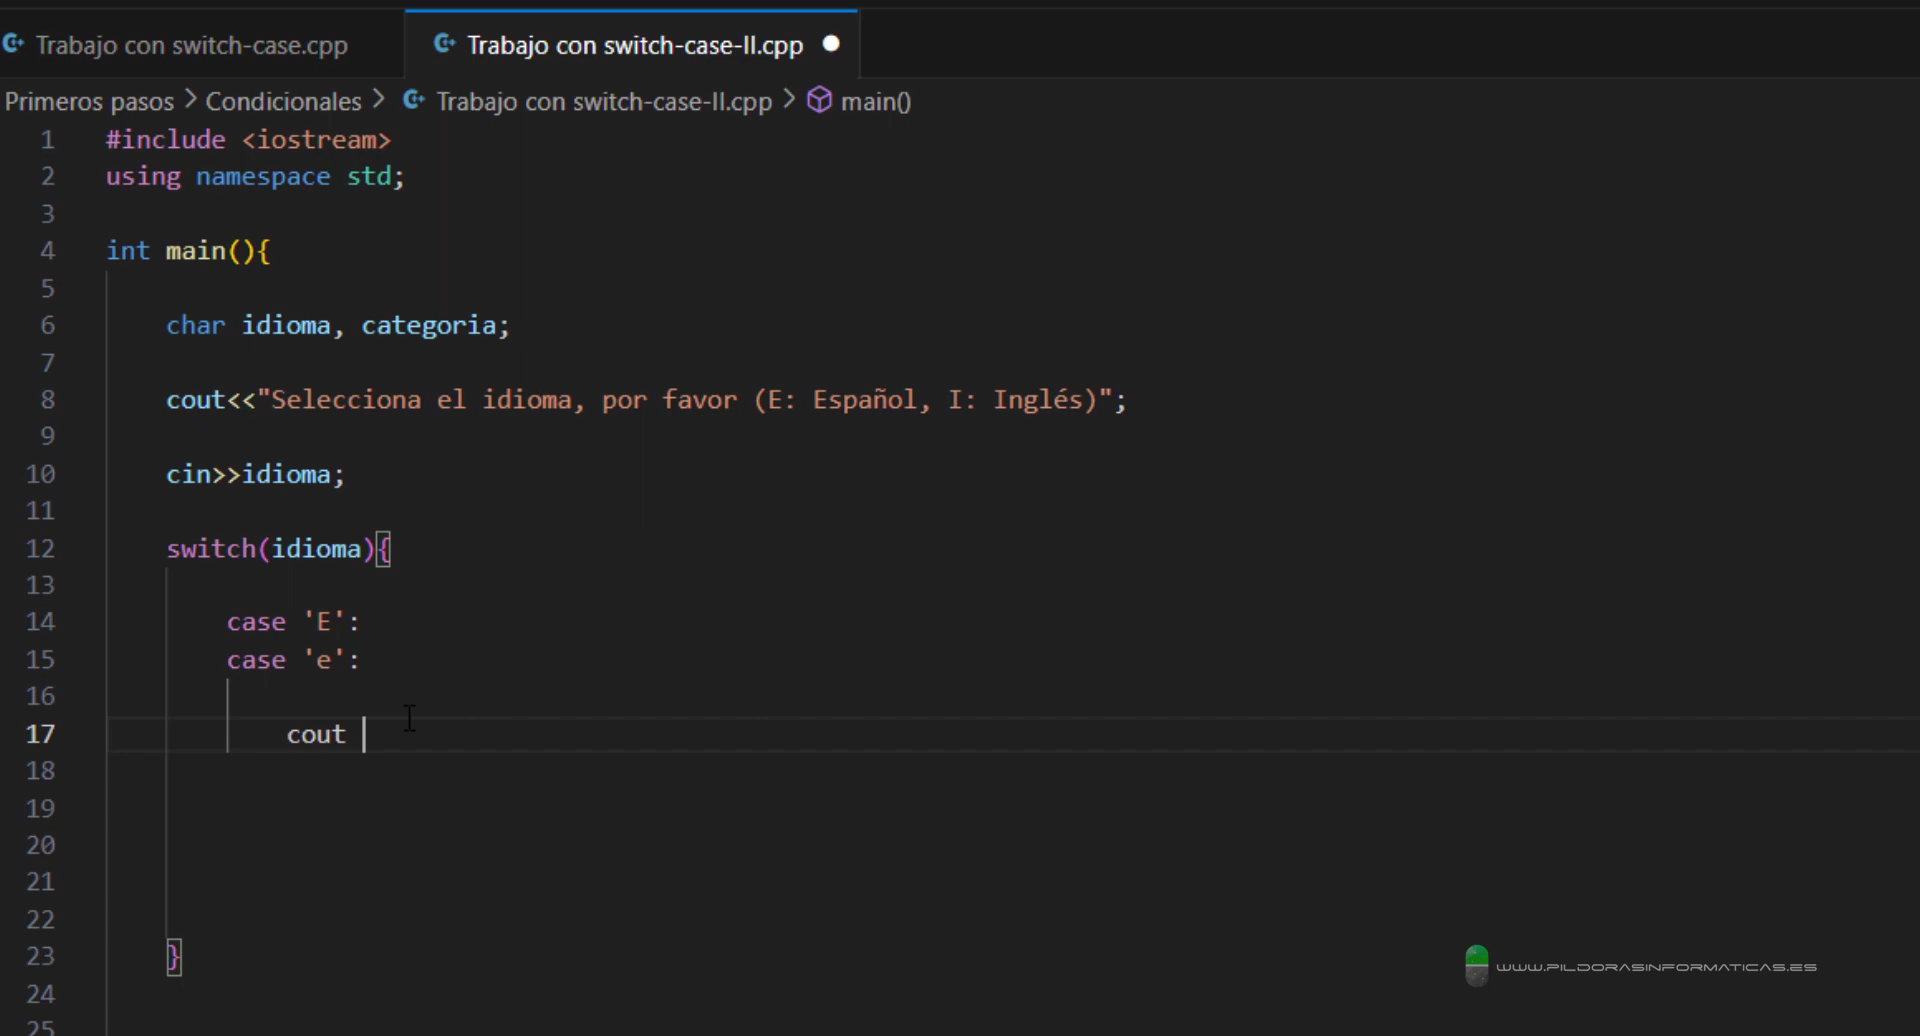 Trabajo con switch-case.cpp
Trabajo con switch-case-II.cpp
Primeros pasos > Condicionales > Trabajo con switch-case-II.cpp > main()
1 #include <iostream>
2 using namespace std;
3
4 int main(){
5
6 char idioma, categoria;
7
8 cout<<"Selecciona el idioma, por favor (E: Español, I: Inglés)";
9
10 cin>>idioma;
11
12 switch(idioma){
13
14 case 'E':
15 case 'e':
16
17 cout
18
19
20
21
22
23 }
24
25
WWW.PILDORASINFORMATICAS.ES